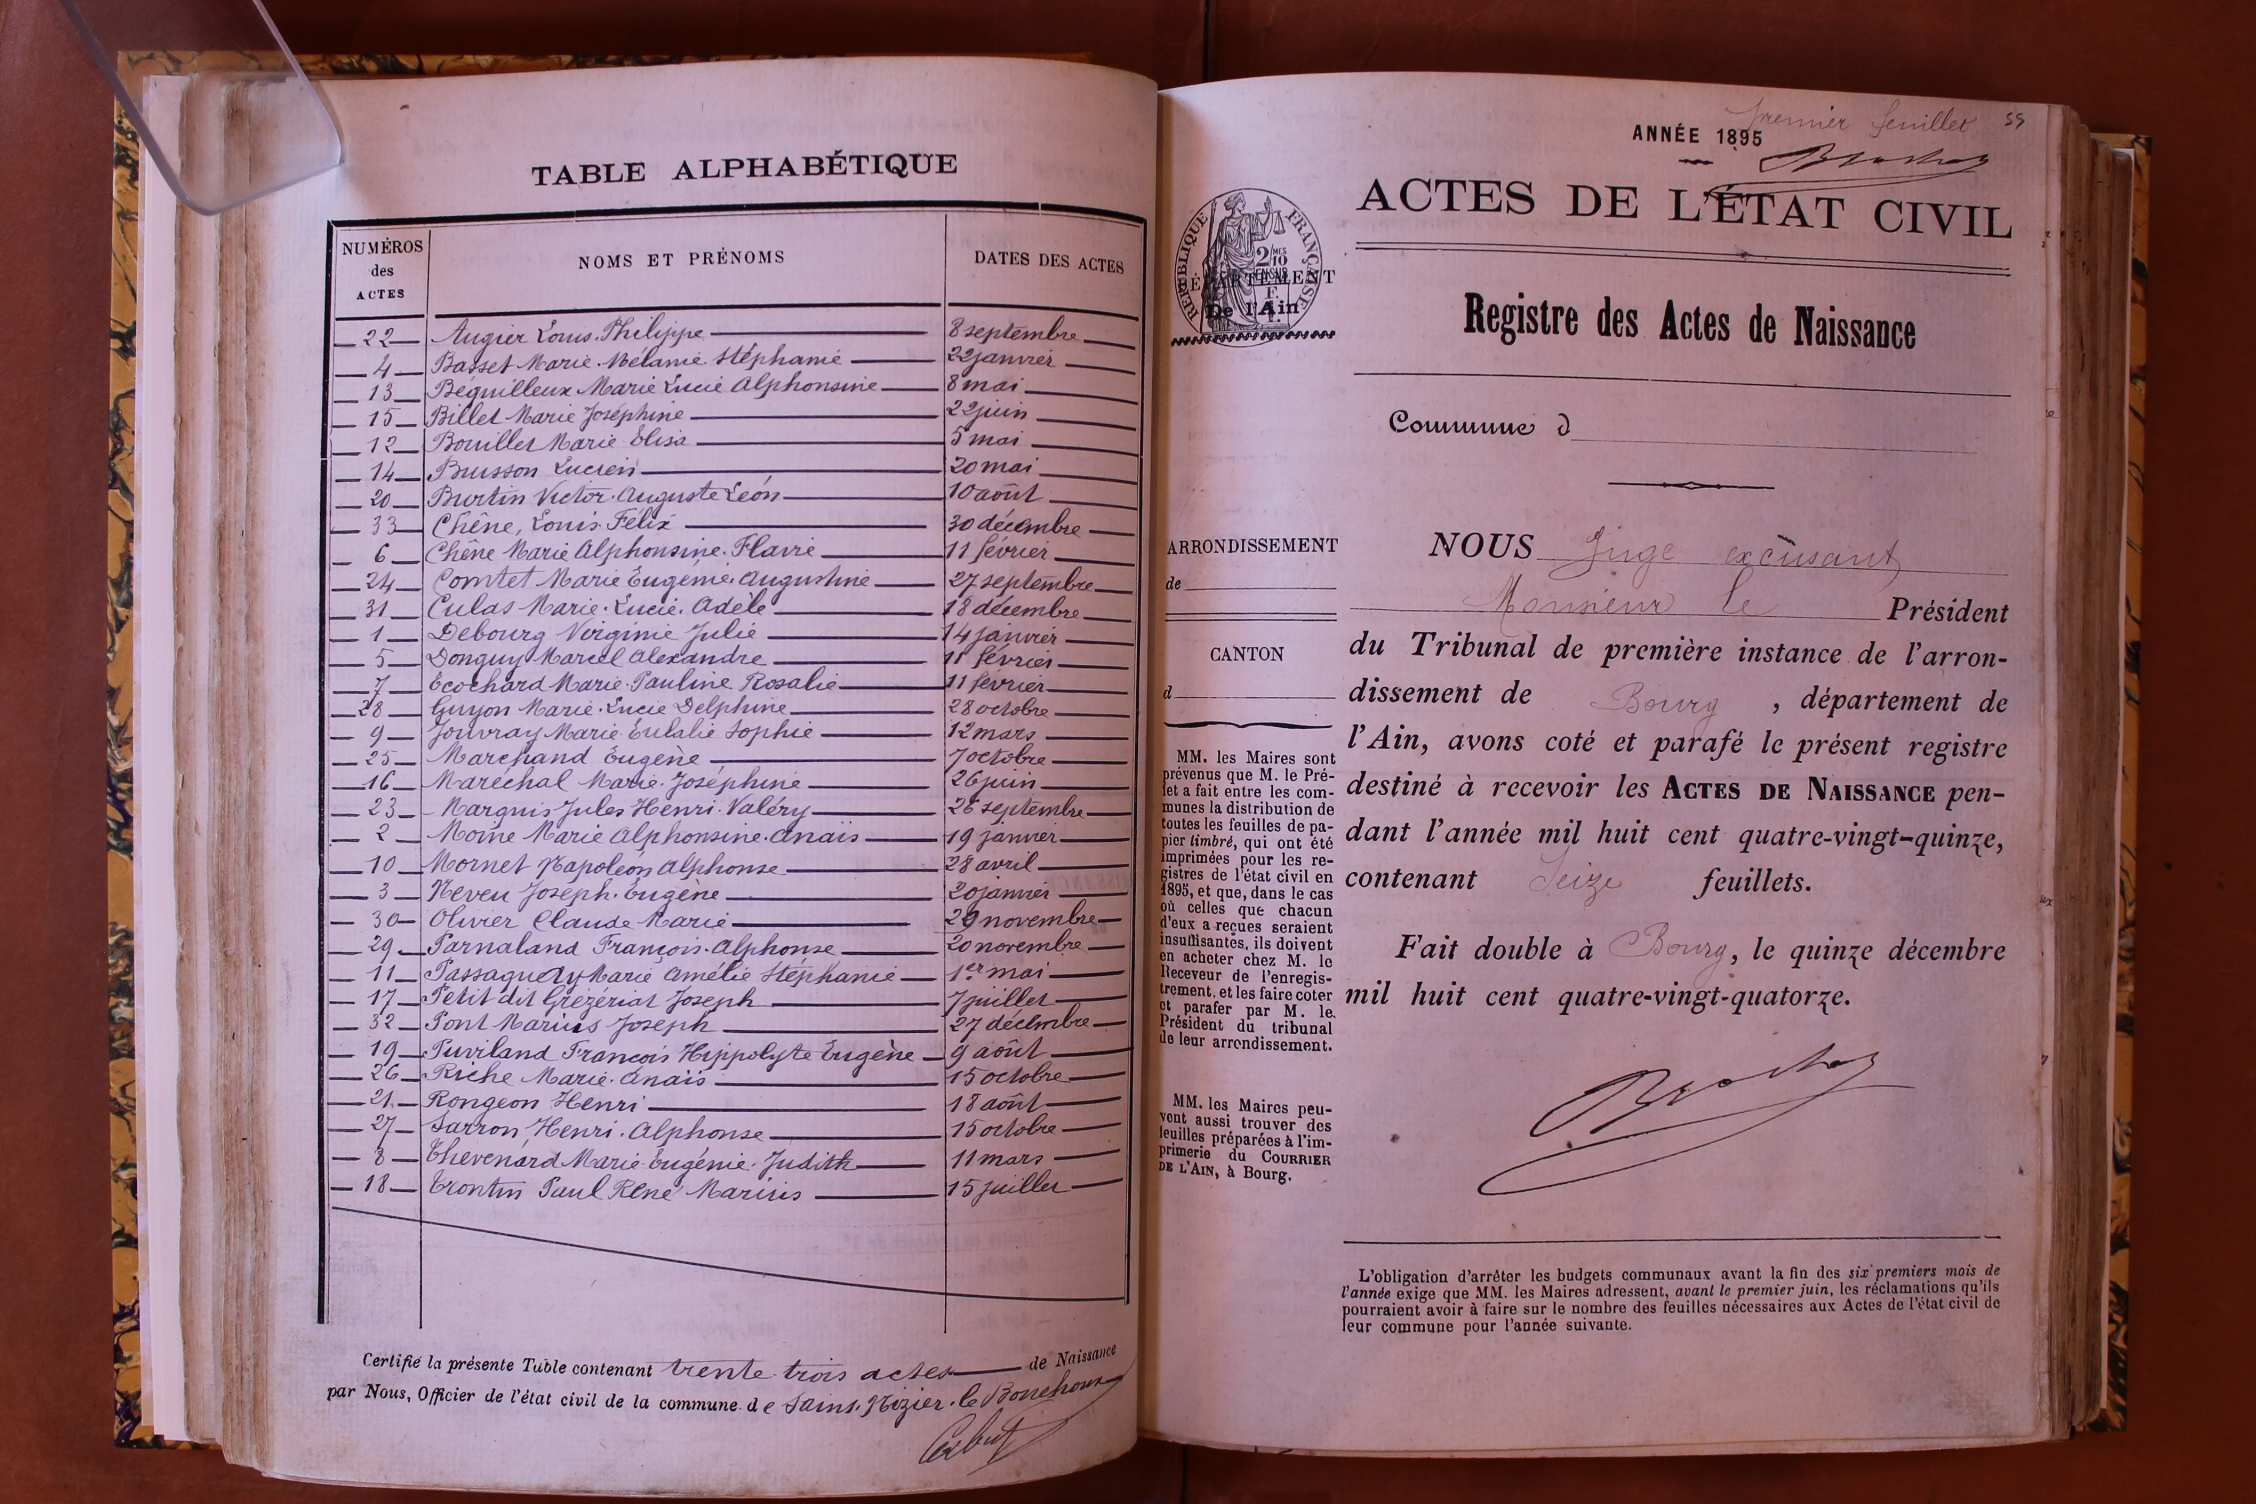 TABLE ALPHABÉTIQUE
NUMÉROS des ACTES NOMS ET PRÉNOMS DATES DES ACTES
22 Augier Louis. Philippe 8 septembre
4 Basset Marie. Mélanie. Stéphanie 22 janvier
13 Béguilleux Marie Lucie Alphonsine 8 mai
15 Billet Marie Joséphine 22 juin
12 Bouillet Marie Elisa 5 mai
14 Buisson Lucien 20 mai
20 Burtin Victor. Auguste Léon 10 août
33 Chêne, Louis Félix 30 décembre
6 Chêne Marie Alphonsine. Flavie 11 février
24 Comtet Marie Eugénie. Augustine 27 septembre
31 Culas Marie. Lucie. Adèle 18 décembre
1 Debourg Virginie Julie 14 janvier
5 Donguy Marcel Alexandre 11 février
7 Ecochard Marie. Pauline Rosalie 11 février
28 Guyon Marie. Lucie Delphine 28 octobre
9 Jouvray Marie Eulalie Sophie 12 mars
25 Marchand Eugène 7 octobre
16 Maréchal Marie. Joséphine 26 juin
23 Marquis Jules Henri. Valéry 26 septembre
2 Moine Marie Alphonsine. Anaïs 19 janvier
10 Mornet Napoléon Alphonse 28 avril
3 Neveu Joseph. Eugène 20 janvier
30 Olivier Claude Marie 29 novembre
29 Parnaland François. Alphonse 20 novembre
11 Passaquay Marie Amélie Stéphanie 1er mai
17 Petit dit Grézériat Joseph 7 juillet
32 Pont Marius Joseph 27 décembre
19 Puviland François Hippolyte Eugène 9 août
26 Riche Marie. Anaïs 15 octobre
21 Rongeon Henri 18 août
27 Sarron Henri. Alphonse 15 octobre
8 Thevenard Marie Eugénie. Judith 11 mars
18 Trontin Paul René Marius 15 juillet
Certifié la présente Table contenant trente trois actes de Naissance
par Nous, Officier de l'état civil de la commune de Saint. Nizier. le Bouchoux
premier feuillet 55
ANNÉE 1895
ACTES DE L'ÉTAT CIVIL
RÉPUBLIQUE FRANÇAISE
2/10
DÉPARTEMENT
De l'Ain
Registre des Actes de Naissance
Commune d
ARRONDISSEMENT
de
CANTON
d
MM. les Maires sont
prévenus que M. le Pré-
fet a fait entre les com-
munes la distribution de
toutes les feuilles de pa-
pier timbré, qui ont été
imprimées pour les re-
gistres de l'état civil en
1895, et que, dans le cas
où celles que chacun
d'eux a reçues seraient
insuffisantes, ils doivent
en acheter chez M. le
Receveur de l'enregis-
trement, et les faire coter
et parafer par M. le
Président du tribunal
de leur arrondissement.
MM. les Maires peu-
vent aussi trouver des
feuilles préparées à l'im-
primerie du COURRIER
DE L'AIN, à Bourg.
NOUS Juge excusant
Monsieur le Président
du Tribunal de première instance de l'arron-
dissement de Bourg, département de
l'Ain, avons coté et parafé le présent registre
destiné à recevoir les ACTES DE NAISSANCE pen-
dant l'année mil huit cent quatre-vingt-quinze,
contenant Seize feuillets.
Fait double à Bourg, le quinze décembre
mil huit cent quatre-vingt-quatorze.
L'obligation d'arrêter les budgets communaux avant la fin des six premiers mois de
l'année exige que MM. les Maires adressent, avant le premier juin, les réclamations qu'ils
pourraient avoir à faire sur le nombre des feuilles nécessaires aux Actes de l'état civil de
leur commune pour l'année suivante.